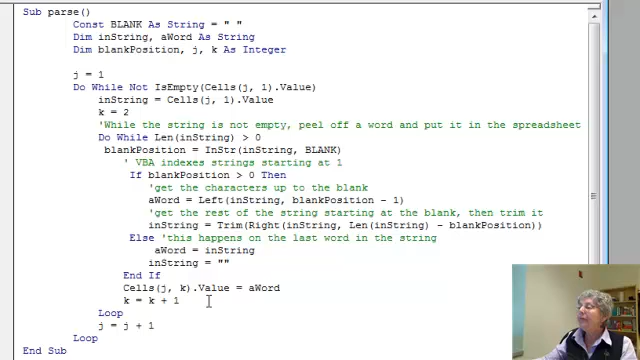 Sub parse()
Const BLANK As String = " "
Dim inString, aWord As String
Dim blankPosition, j, k As Integer
j = 1
Do While Not IsEmpty(Cells(j, 1).Value)
inString = Cells(j, 1).Value
k = 2
'While the string is not empty, peel off a word and put it in the spreadsheet
Do While Len(inString) > 0
blankPosition = InStr(inString, BLANK)
' VBA indexes strings starting at 1
If blankPosition > 0 Then
'get the characters up to the blank
aWord = Left(inString, blankPosition - 1)
'get the rest of the string starting at the blank, then trim it
inString = Trim(Right(inString, Len(inString) - blankPosition))
Else 'this happens on the last word in the string
aWord = inString
inString = ""
End If
Cells(j, k).Value = aWord
k = k + 1
Loop
j = j + 1
Loop
End Sub